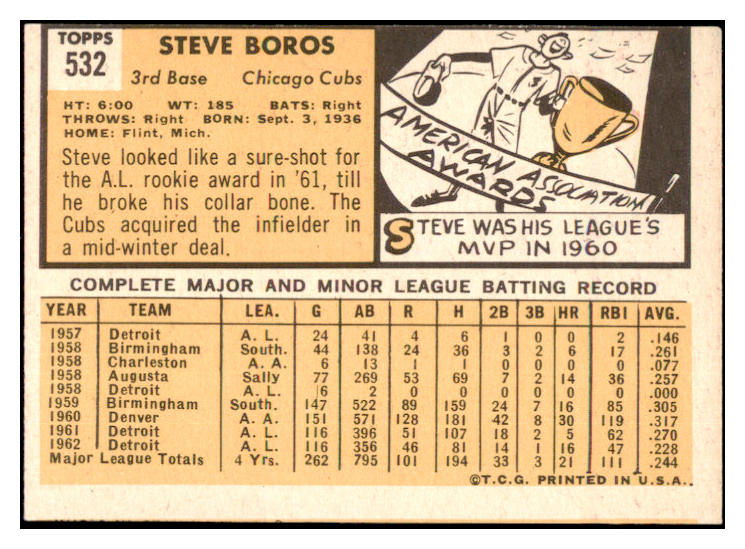 TOPPS
532
STEVE BOROS
3rd Base Chicago Cubs
HT: 6:00 WT: 185 BATS: Right
THROWS: Right BORN: Sept. 3, 1936
HOME: Flint, Mich.
Steve looked like a sure-shot for
the A.L. rookie award in '61, till
he broke his collar bone. The
Cubs acquired the infielder in
a mid-winter deal.
AMERICAN ASSOCIATION
AWARDS
STEVE WAS HIS LEAGUE'S
MVP IN 1960
COMPLETE MAJOR AND MINOR LEAGUE BATTING RECORD
YEAR TEAM LEA. G AB R H 2B 3B HR RBI AVG.
1957 Detroit A. L. 24 41 4 6 1 0 0 2 .146
1958 Birmingham South. 44 138 24 36 3 2 6 17 .261
1958 Charleston A. A. 6 13 1 1 0 0 0 0 .077
1958 Augusta Sally 77 269 53 69 7 2 14 36 .257
1958 Detroit A. L. 6 2 0 0 0 0 0 0 .000
1959 Birmingham South. 147 522 89 159 24 7 16 85 .305
1960 Denver A. A. 151 571 128 181 42 8 30 119 .317
1961 Detroit A. L. 116 396 51 107 18 2 5 62 .270
1962 Detroit A. L. 116 356 46 81 14 1 16 47 .228
Major League Totals 4 Yrs. 262 795 101 194 33 3 21 111 .244
©T.C.G. PRINTED IN U.S.A.